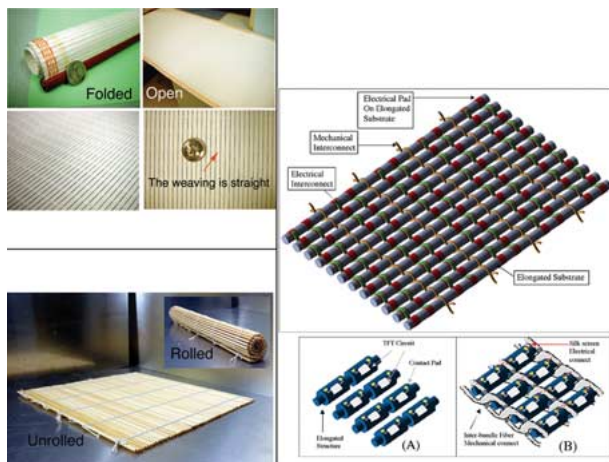 Folded
Open
The weaving is straight
Rolled
Unrolled
Electrical Pad
On Elongated
Substrate
Mechanical
Interconnect
Electrical
Interconnect
Elongated Substrate
TFT Circuit
Contact Pad
Elongated
Structure
(A)
Silk screen
Electrical
connect
Inter-bundle Fiber
Mechanical connect
(B)